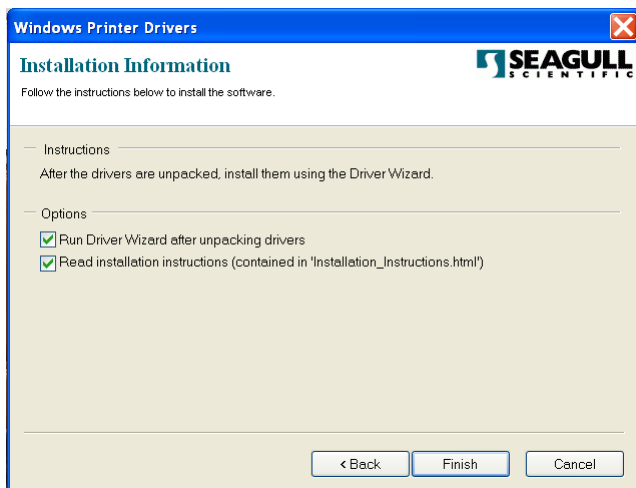 Windows Printer Drivers
Installation Information
SEAGULL
SCIENTIFIC
Follow the instructions below to install the software.
Instructions
After the drivers are unpacked, install them using the Driver Wizard.
Options
Run Driver Wizard after unpacking drivers
Read installation instructions (contained in 'Installation_Instructions.html')
< Back Finish Cancel